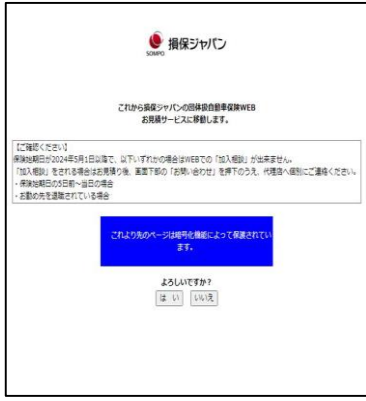 SOMPO 損保ジャパン
これから損保ジャパンの団体扱自動車保険WEB
お見積サービスに移動します。
【ご確認ください】
保険始期日が2024年5月1日以降で、以下いずれかの場合はWEBでの「加入相談」が出来ません。
「加入相談」をされる場合はお見積り後、画面下部の「お問い合わせ」を押下のうえ、代理店へ個別にご連絡ください。
・保険始期日の5日前～当日の場合
・お勤め先を退職されている場合
これより先のページは暗号化機能によって保護されてい
ます。
よろしいですか?
は い いいえ